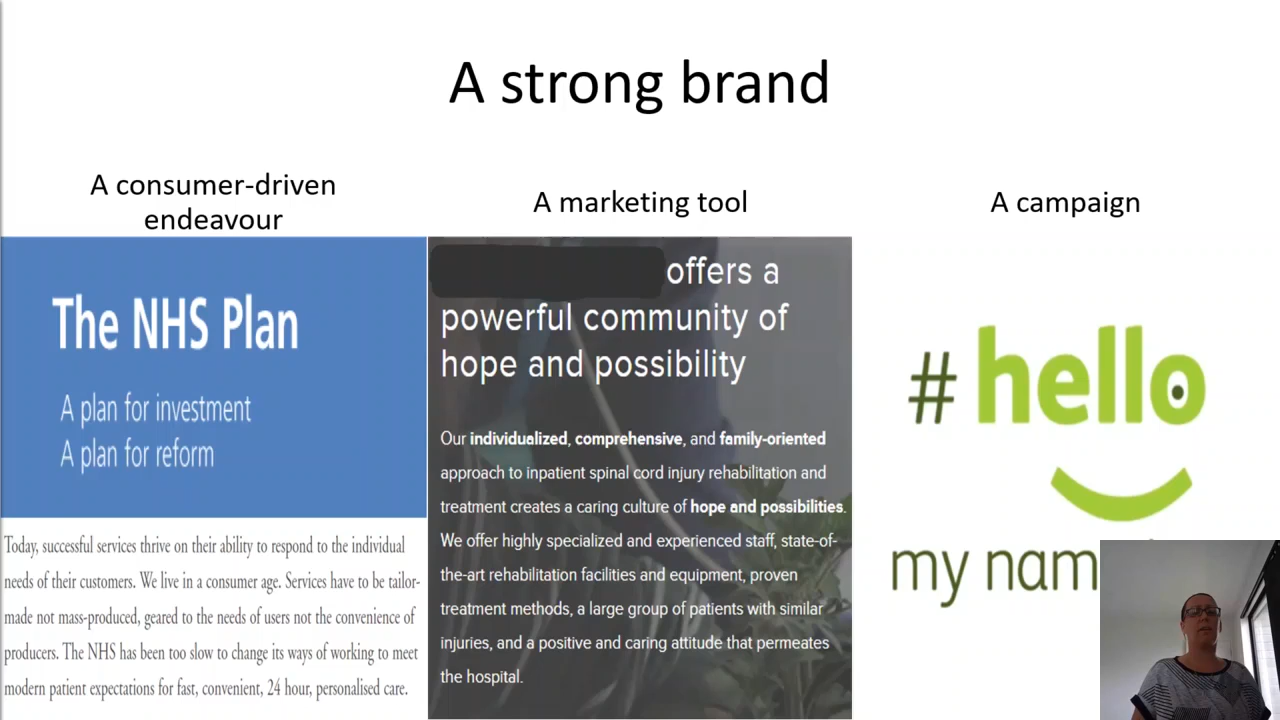 A strong brand
A consumer-driven
endeavour
The NHS Plan
A plan for investment
A plan for reform
Today, successful services thrive on their ability to respond to the individual
needs of their customers. We live in a consumer age. Services have to be tailor-
made not mass-produced, geared to the needs of users not the convenience of
producers. The NHS has been too slow to change its ways of working to meet
modern patient expectations for fast, convenient, 24 hour, personalised care.
A marketing tool
offers a
powerful community of
hope and possibility
Our individualized, comprehensive, and family-oriented
approach to inpatient spinal cord injury rehabilitation and
treatment creates a caring culture of hope and possibilities.
We offer highly specialized and experienced staff, state-of-
the-art rehabilitation facilities and equipment, proven
treatment methods, a large group of patients with similar
injuries, and a positive and caring attitude that permeates
the hospital.
A campaign
#hello
my nam